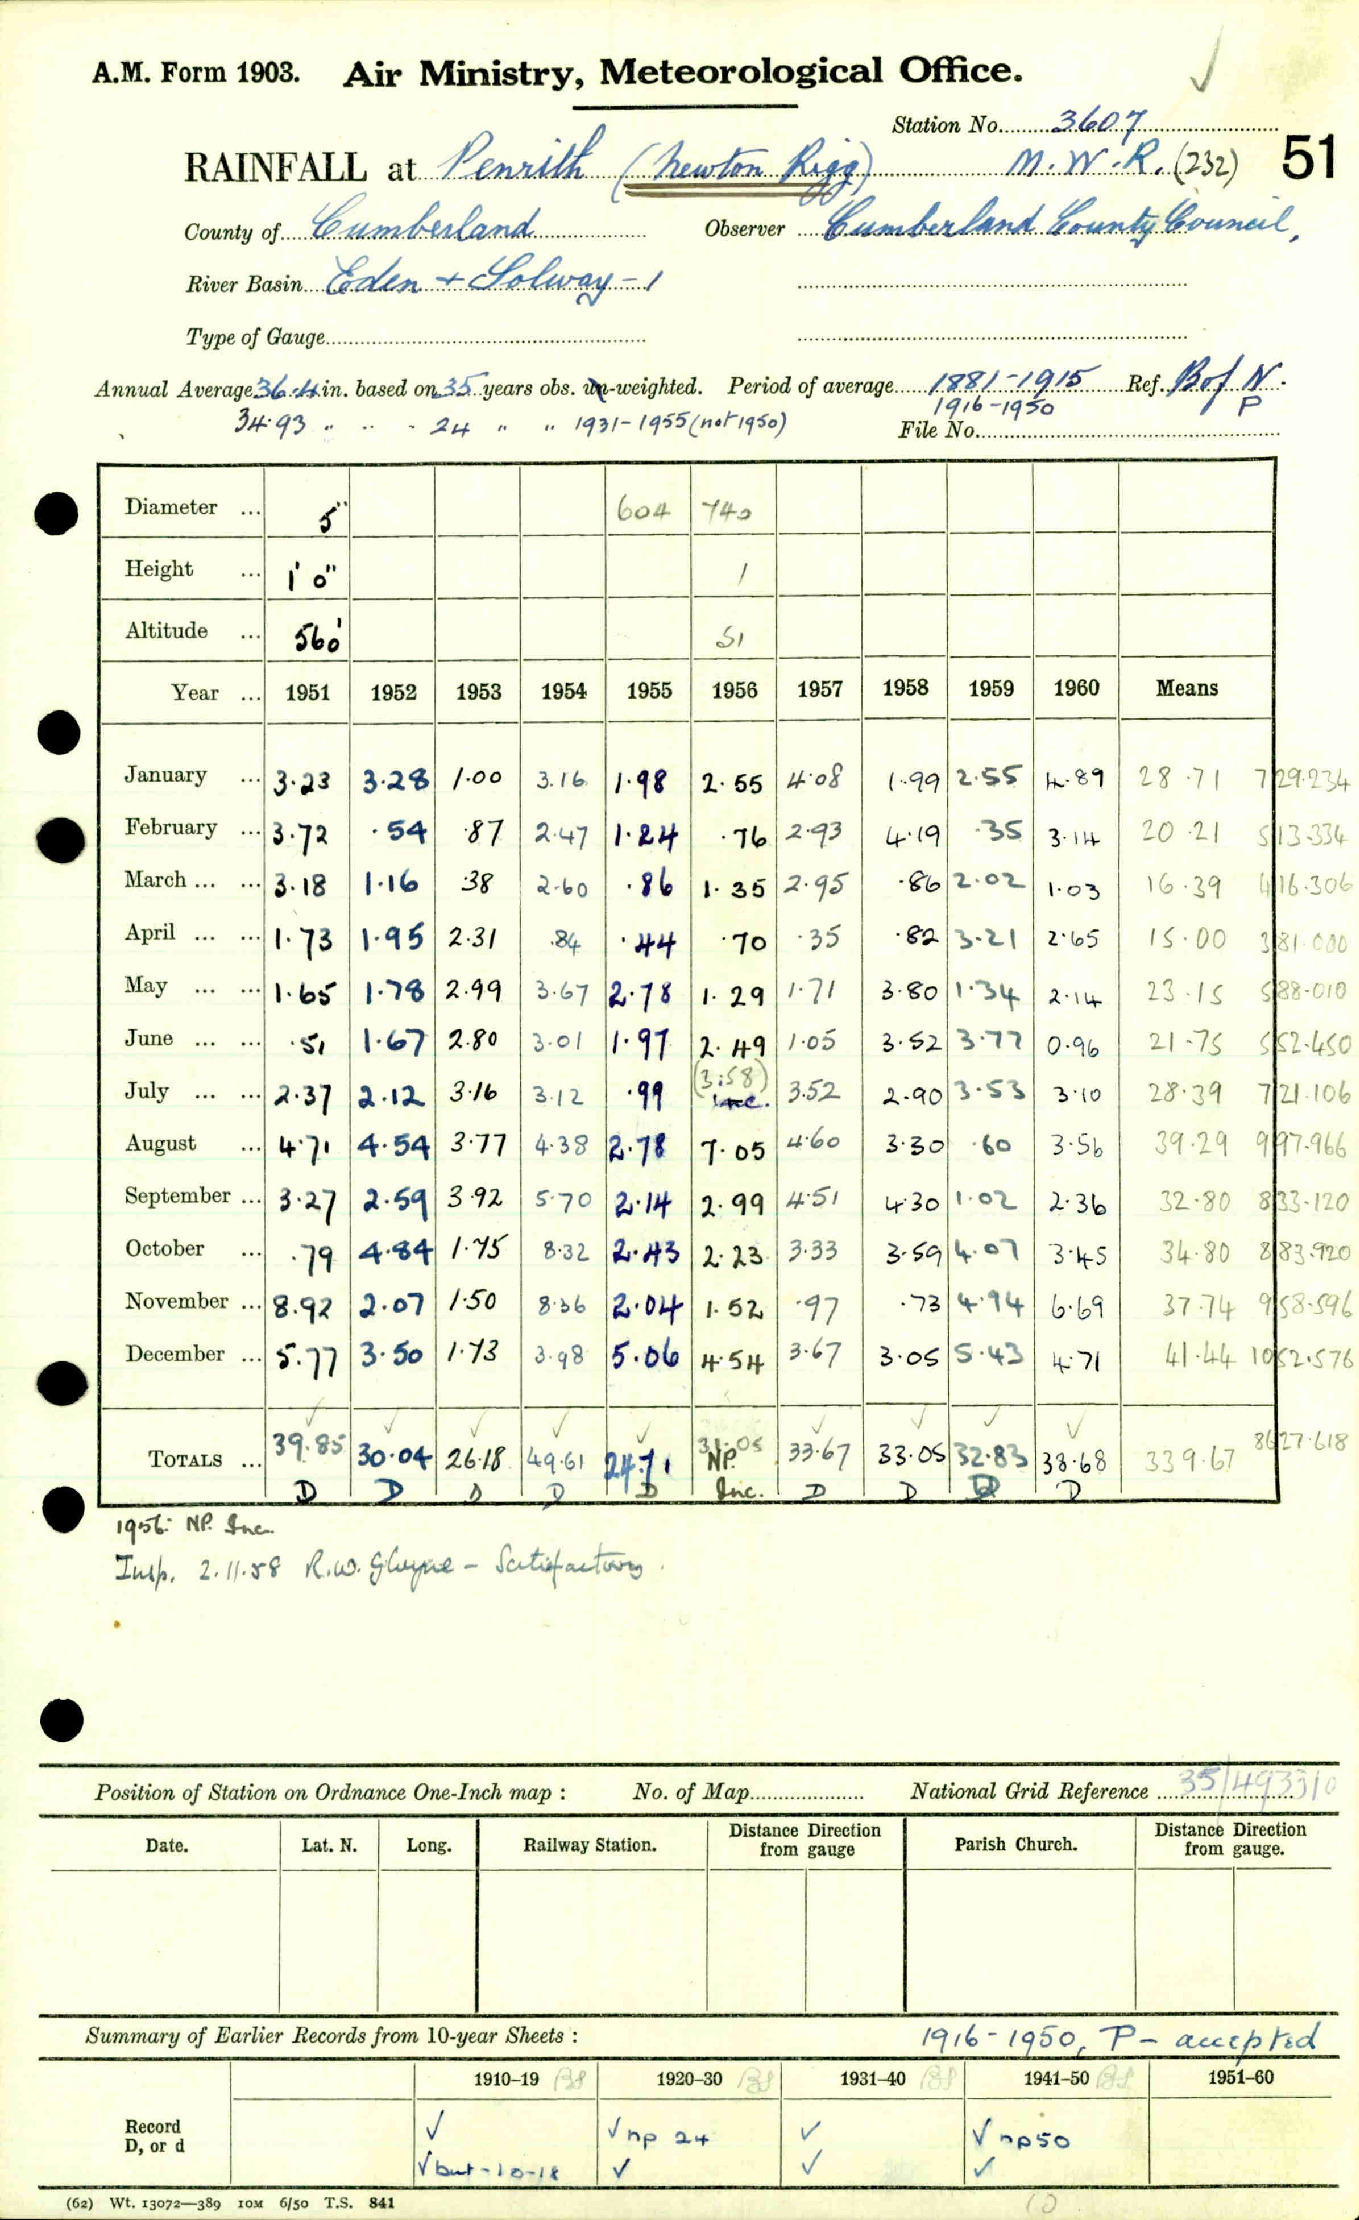 A.M. Form 1903. Air Ministry, Meteorological Office.
Station No. 3607
RAINFALL at Penrith (Newton Rigg) M.W.R. (232) 51
County of Cumberland Observer Cumberland County Council,
River Basin Eden + Solway - 1
Type of Gauge
Annual Average 36.4 in. based on 35 years obs. un-weighted. Period of average 1881-1915 Ref. B of N.
1916-1950 P
34.93 " " " 24 " " 1931-1955 (not 1950) File No.
Diameter ... 5" 604 740
Height ... 1' 0" 1
Altitude ... 560' 51
Year ... 1951 1952 1953 1954 1955 1956 1957 1958 1959 1960 Means
January ... 3.23 3.28 1.00 3.16 1.98 2.55 4.08 1.99 2.55 4.89 28.71 729.234
February ... 3.72 .54 .87 2.47 1.24 .76 2.93 4.19 .35 3.14 20.21 513.334
March ... ... 3.18 1.16 .38 2.60 .86 1.35 2.95 .86 2.02 1.03 16.39 416.306
April ... ... 1.73 1.95 2.31 .84 .44 .70 .35 .82 3.21 2.65 15.00 381.000
May ... ... 1.65 1.78 2.99 3.67 2.78 1.29 1.71 3.80 1.34 2.14 23.15 588.010
June ... ... .51 1.67 2.80 3.01 1.97 2.49 1.05 3.52 3.77 0.96 21.75 552.450
July ... ... 2.37 2.12 3.16 3.12 .99 (3.58) inc. 3.52 2.90 3.53 3.10 28.39 721.106
August ... 4.71 4.54 3.77 4.38 2.78 7.05 4.60 3.30 .60 3.56 39.29 997.966
September ... 3.27 2.59 3.92 5.70 2.14 2.99 4.51 4.30 1.02 2.36 32.80 833.120
October ... .79 4.84 1.75 8.32 2.43 2.23 3.33 3.59 4.07 3.45 34.80 883.920
November ... 8.92 2.07 1.50 8.36 2.04 1.52 .97 .73 4.94 6.69 37.74 958.596
December ... 5.77 3.50 1.73 3.98 5.06 4.54 3.67 3.05 5.43 4.71 41.44 1052.576
✓ ✓ ✓ ✓ ✓ ✓ ✓ ✓ ✓
TOTALS ... 39.85 30.04 26.18 49.61 24.71 31.05 NP. 33.67 33.05 32.83 38.68 339.67 8627.618
D D D D D Inc. D D D D
1956: NP. Inc.
Insp. 2.11.58 R.W. Gloyne - Satisfactory.
Position of Station on Ordnance One-Inch map : No. of Map National Grid Reference 35/493310
Date. Lat. N. Long. Railway Station. Distance from gauge Direction Parish Church. Distance from gauge. Direction
Summary of Earlier Records from 10-year Sheets : 1916-1950, P - accepted
1910–19 1920–30 1931–40 1941–50 1951–60
Record ✓ ✓ np 24 ✓ ✓ np50
D, or d ✓ but -10-18 ✓ ✓ ✓
(62) Wt. 13072—389 10M 6/50 T.S. 841